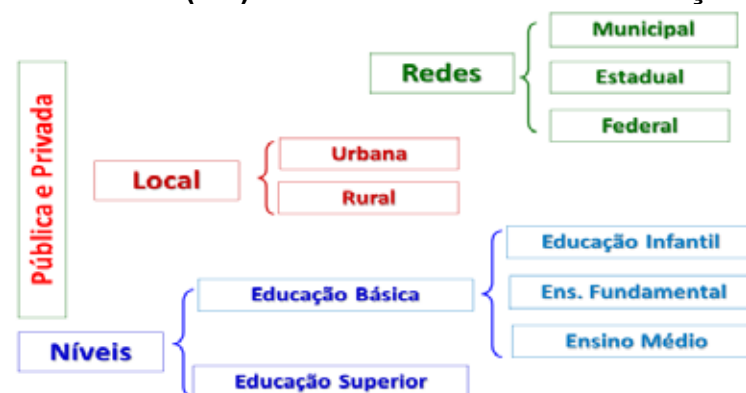 Redes
Municipal
Estadual
Federal
Pública e Privada
Local
Urbana
Rural
Níveis
Educação Básica
Educação Infantil
Ens. Fundamental
Ensino Médio
Educação Superior